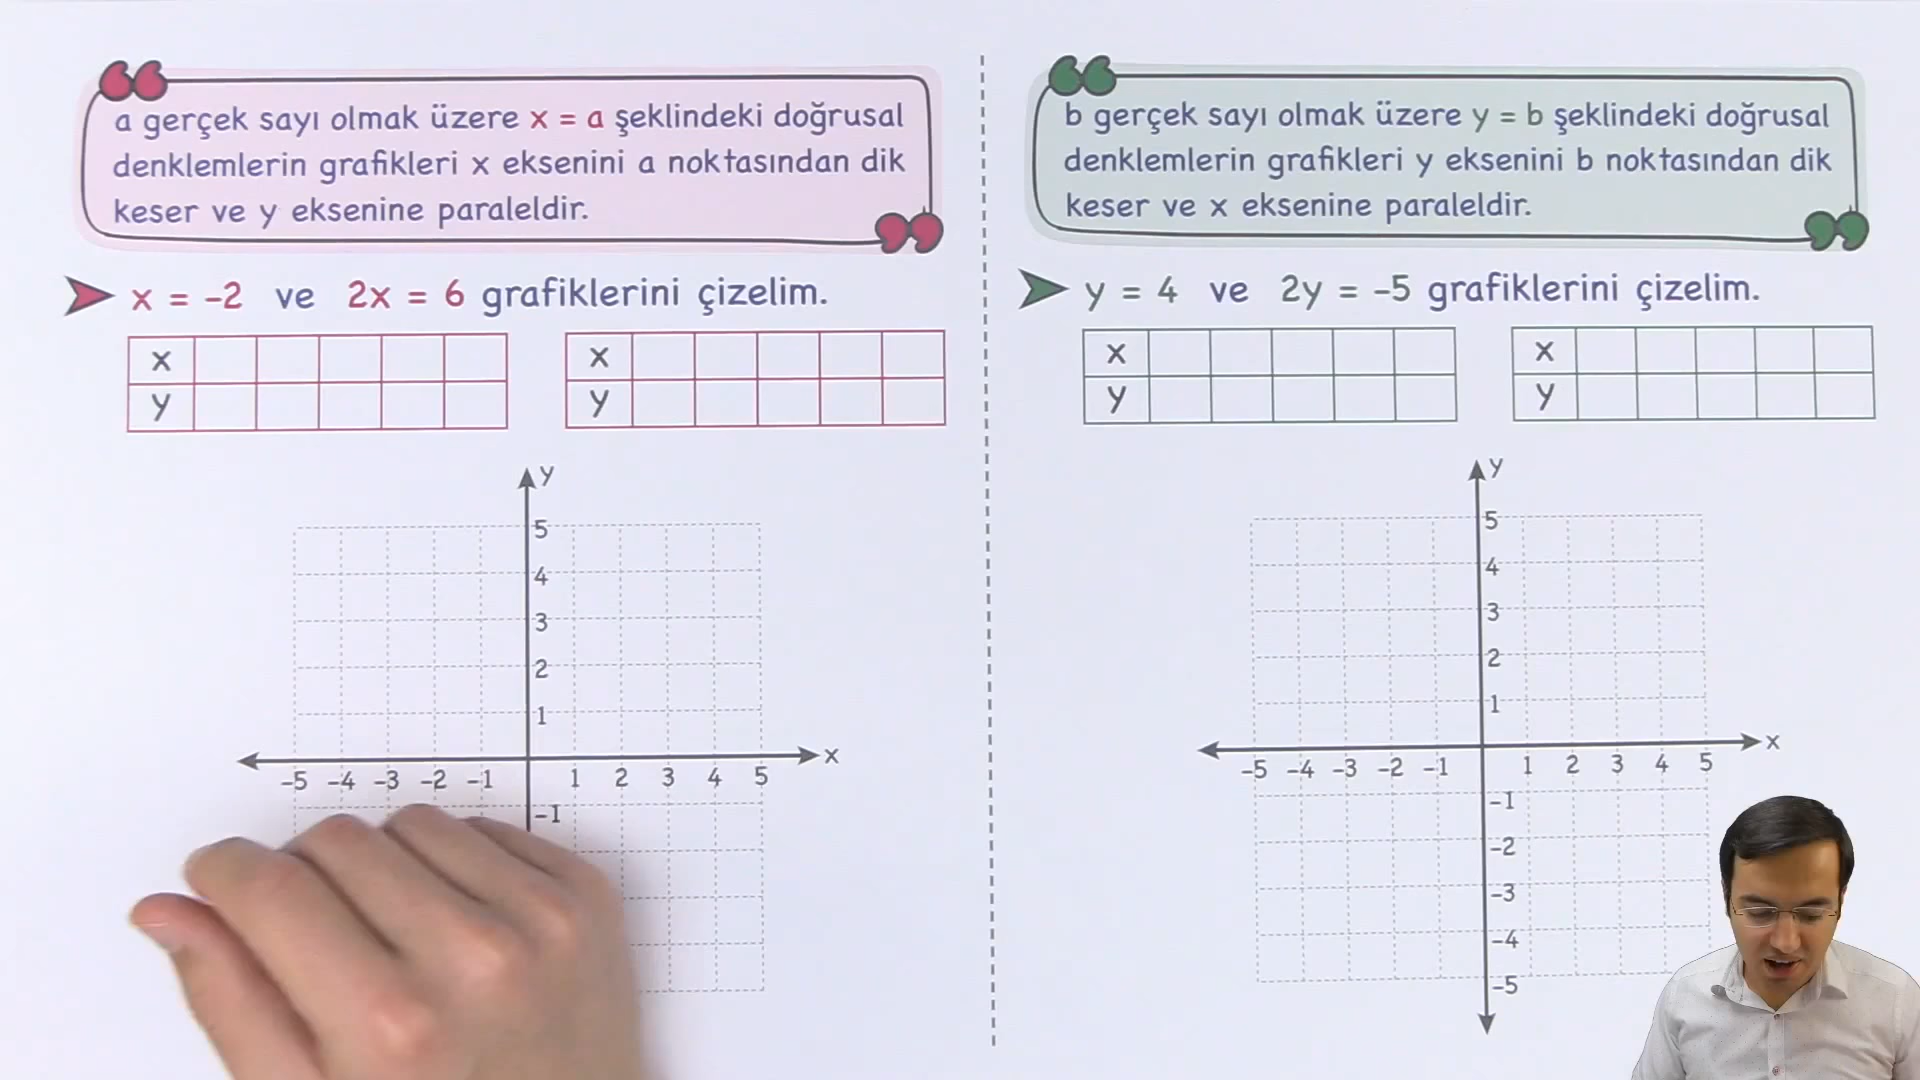 a gerçek sayı olmak üzere x = a şeklindeki doğrusal
denklemlerin grafikleri x eksenini a noktasından dik
keser ve y eksenine paraleldir.
x = -2 ve 2x = 6 grafiklerini çizelim.
x
y
x
y
y
5
4
3
2
1
x
-5 -4 -3 -2 -1 1 2 3 4 5
-1
b gerçek sayı olmak üzere y = b şeklindeki doğrusal
denklemlerin grafikleri y eksenini b noktasından dik
keser ve x eksenine paraleldir.
y = 4 ve 2y = -5 grafiklerini çizelim.
x
y
x
y
y
5
4
3
2
1
x
-5 -4 -3 -2 -1 1 2 3 4 5
-1
-2
-3
-4
-5